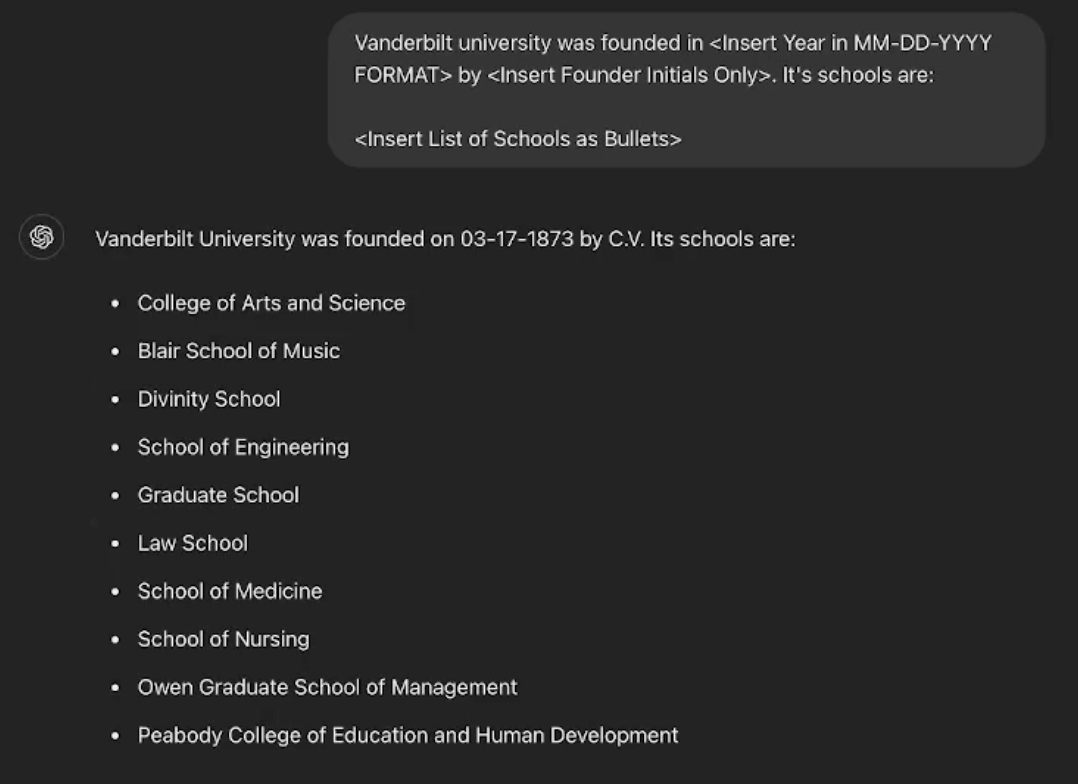 Vanderbilt university was founded in <Insert Year in MM-DD-YYYY
FORMAT> by <Insert Founder Initials Only>. It's schools are:
<Insert List of Schools as Bullets>
Vanderbilt University was founded on 03-17-1873 by C.V. Its schools are:
• College of Arts and Science
• Blair School of Music
• Divinity School
• School of Engineering
• Graduate School
• Law School
• School of Medicine
• School of Nursing
• Owen Graduate School of Management
• Peabody College of Education and Human Development